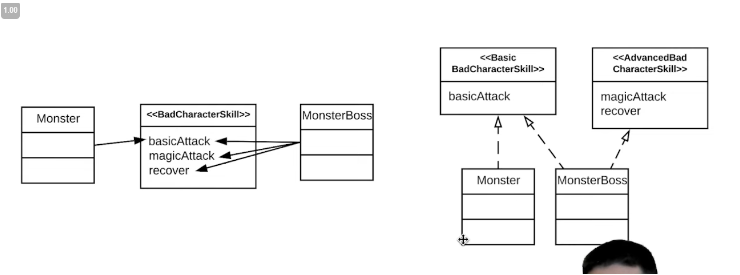 1.00
Monster
<<BadCharacterSkill>>
basicAttack
magicAttack
recover
MonsterBoss
<<Basic
BadCharacterSkill>>
basicAttack
<<AdvancedBad
CharacterSkill>>
magicAttack
recover
Monster
MonsterBoss